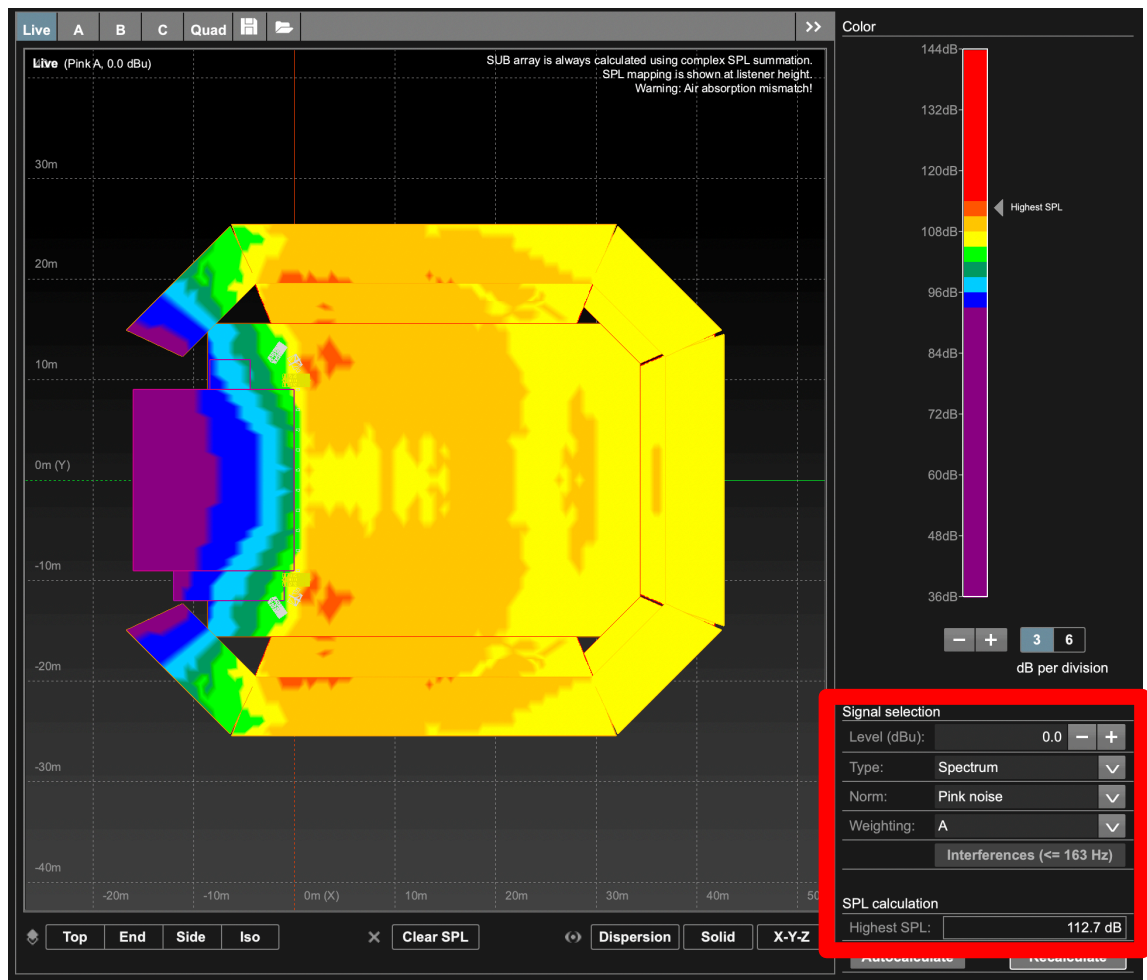 Live A B C Quad >>
Live (Pink A, 0.0 dBu)
SUB array is always calculated using complex SPL summation.
SPL mapping is shown at listener height.
Warning: Air absorption mismatch!
30m
20m
10m
0m (Y)
-10m
-20m
-30m
-40m
-20m -10m 0m (X) 10m 20m 30m 40m 50
Top End Side Iso Clear SPL Dispersion Solid X-Y-Z
Color
144dB
132dB
120dB
Highest SPL
108dB
96dB
84dB
72dB
60dB
48dB
36dB
− + 3 6
dB per division
Signal selection
Level (dBu): 0.0 − +
Type: Spectrum
Norm: Pink noise
Weighting: A
Interferences (<= 163 Hz)
SPL calculation
Highest SPL: 112.7 dB
Autocalculate Recalculate